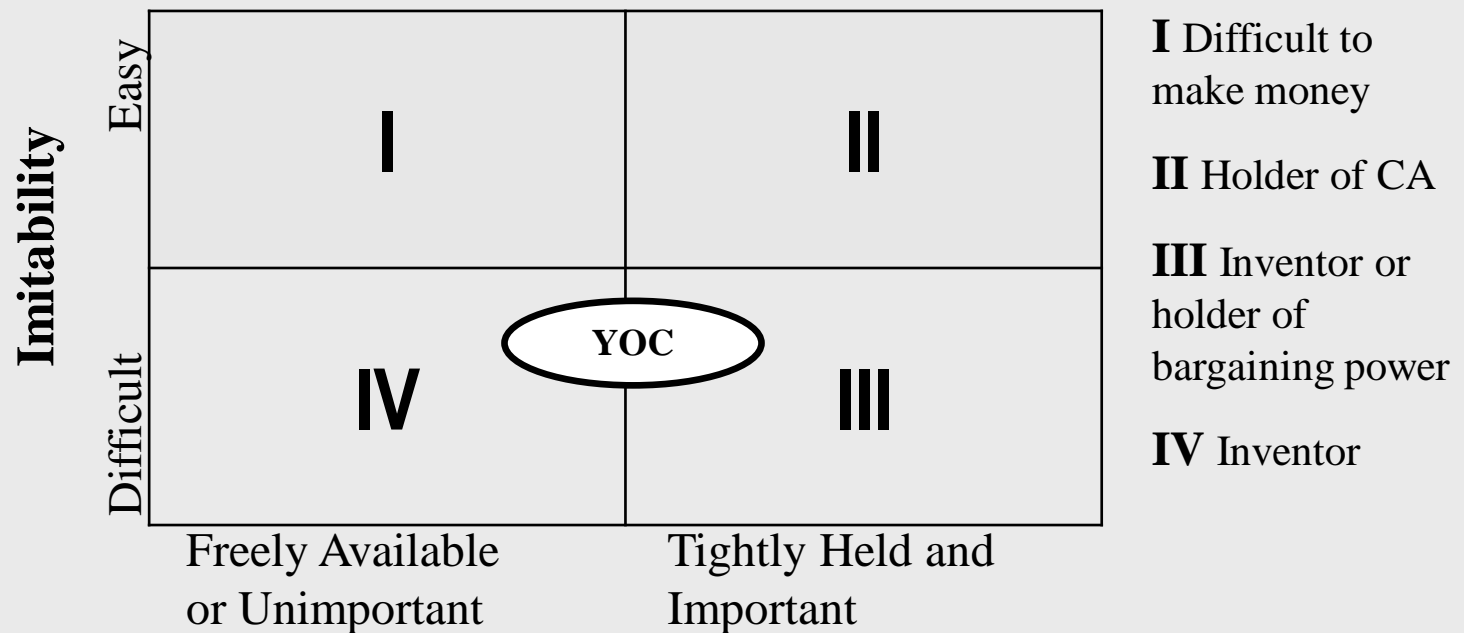 Imitability
Easy
Difficult
I
II
YOC
IV
III
Freely Available
or Unimportant
Tightly Held and
Important
I Difficult to
make money
II Holder of CA
III Inventor or
holder of
bargaining power
IV Inventor